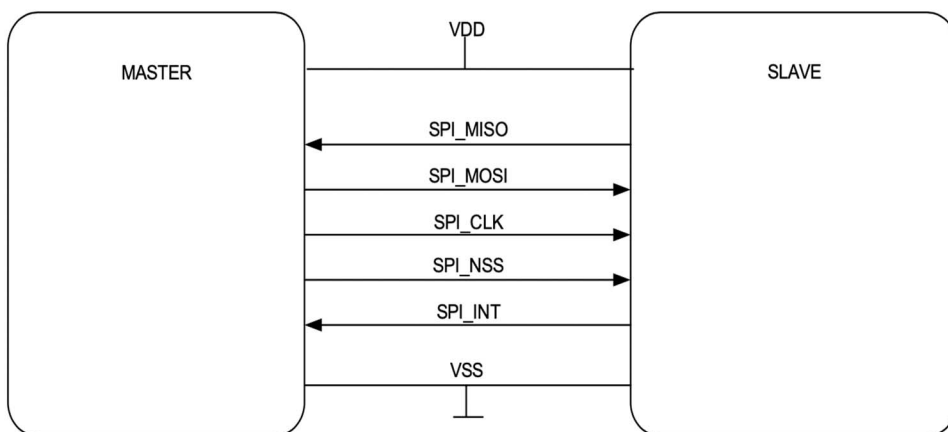 VDD
MASTER
SLAVE
SPI_MISO
SPI_MOSI
SPI_CLK
SPI_NSS
SPI_INT
VSS